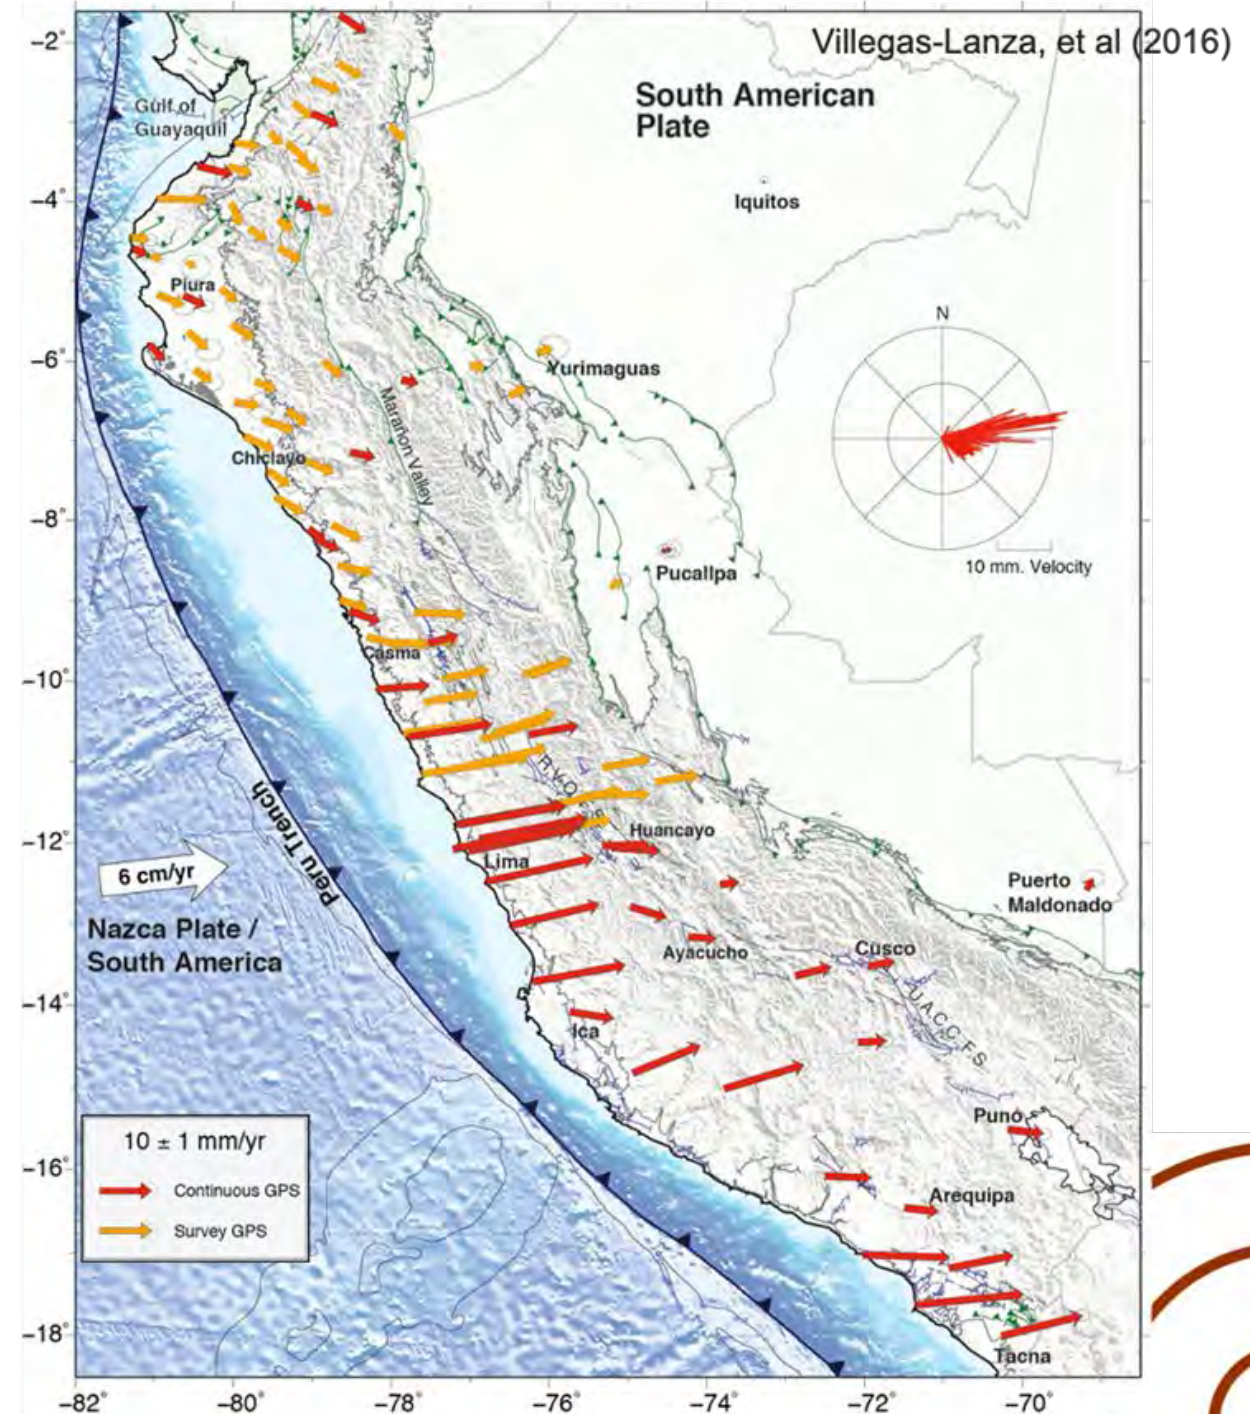 Villegas-Lanza, et al (2016)
−2°
−4°
−6°
−8°
−10°
−12°
−14°
−16°
−18°
Gulf of
Guayaquil
South American
Plate
Iquitos
Piura
N
Yurimaguas
Marañon Valley
Chiclayo
10 mm. Velocity
Pucallpa
Casma
Huancayo
Lima
Peru Trench
6 cm/yr
Puerto
Maldonado
Nazca Plate /
South America
Ayacucho
Cusco
Ica
U.A.C.C.F.S
Puno
10 ± 1 mm/yr
Continuous GPS
Survey GPS
Arequipa
Tacna
−82°
−80°
−78°
−76°
−74°
−72°
−70°